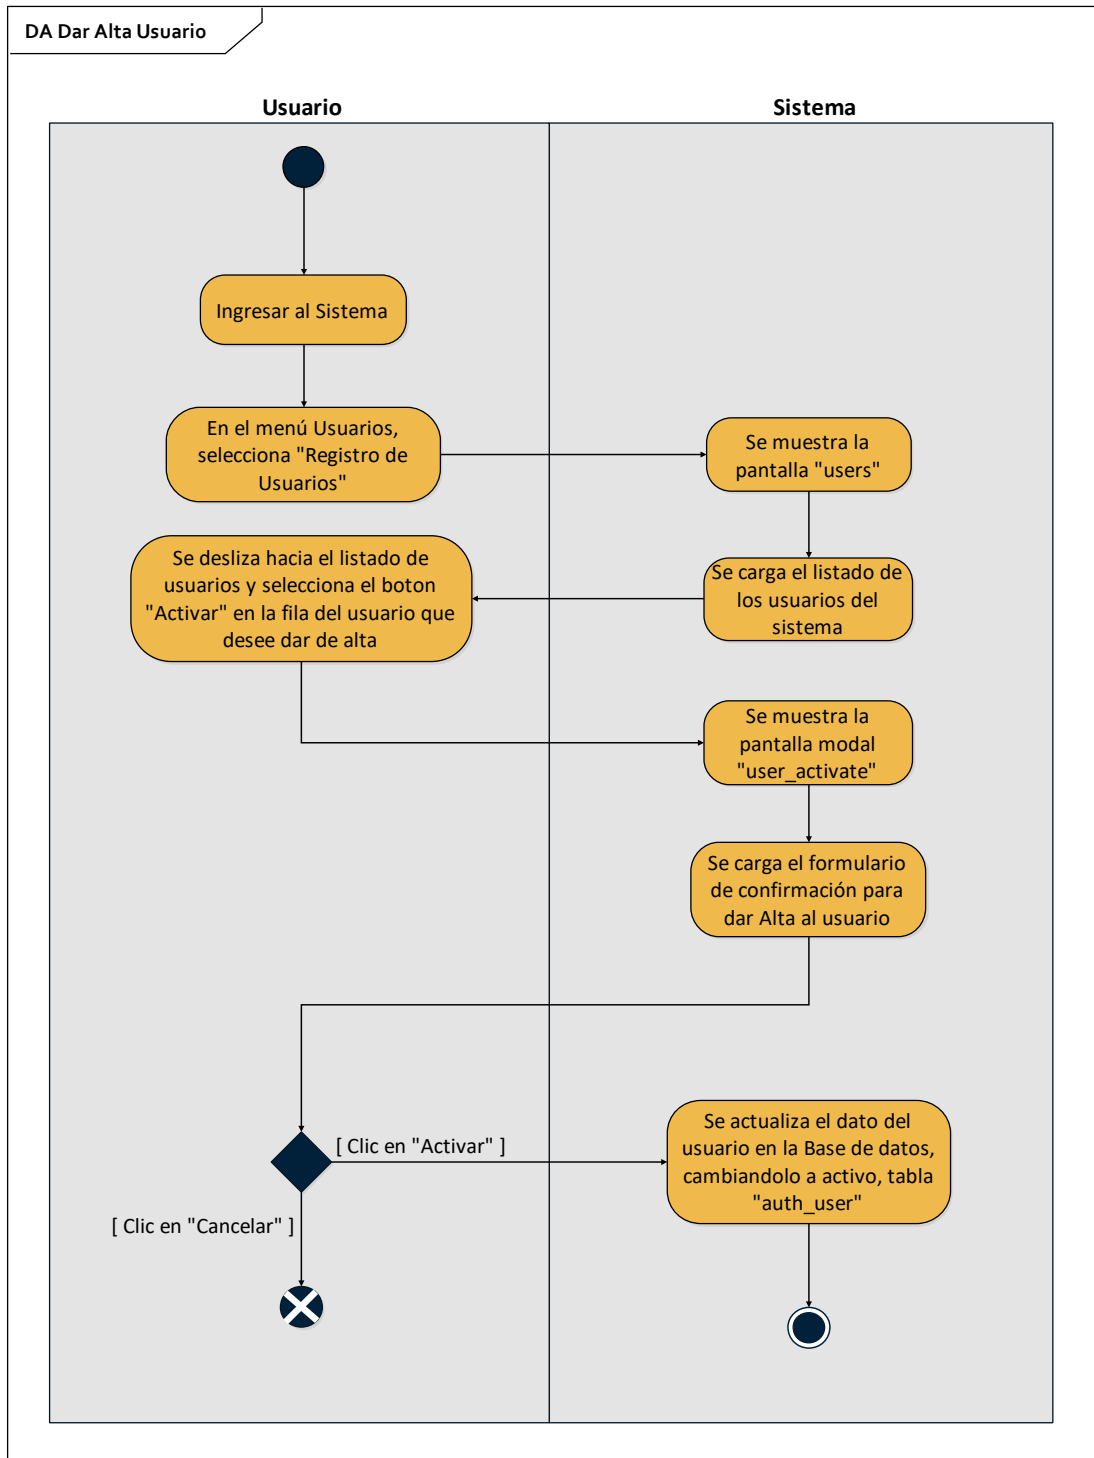 DA Dar Alta Usuario
Usuario
Sistema
Ingresar al Sistema
En el menú Usuarios,
selecciona "Registro de
Usuarios"
Se muestra la
pantalla "users"
Se desliza hacia el listado de
usuarios y selecciona el boton
"Activar" en la fila del usuario que
desee dar de alta
Se carga el listado de
los usuarios del
sistema
Se muestra la
pantalla modal
"user_activate"
Se carga el formulario
de confirmación para
dar Alta al usuario
[ Clic en "Activar" ]
Se actualiza el dato del
usuario en la Base de datos,
cambiandolo a activo, tabla
"auth_user"
[ Clic en "Cancelar" ]